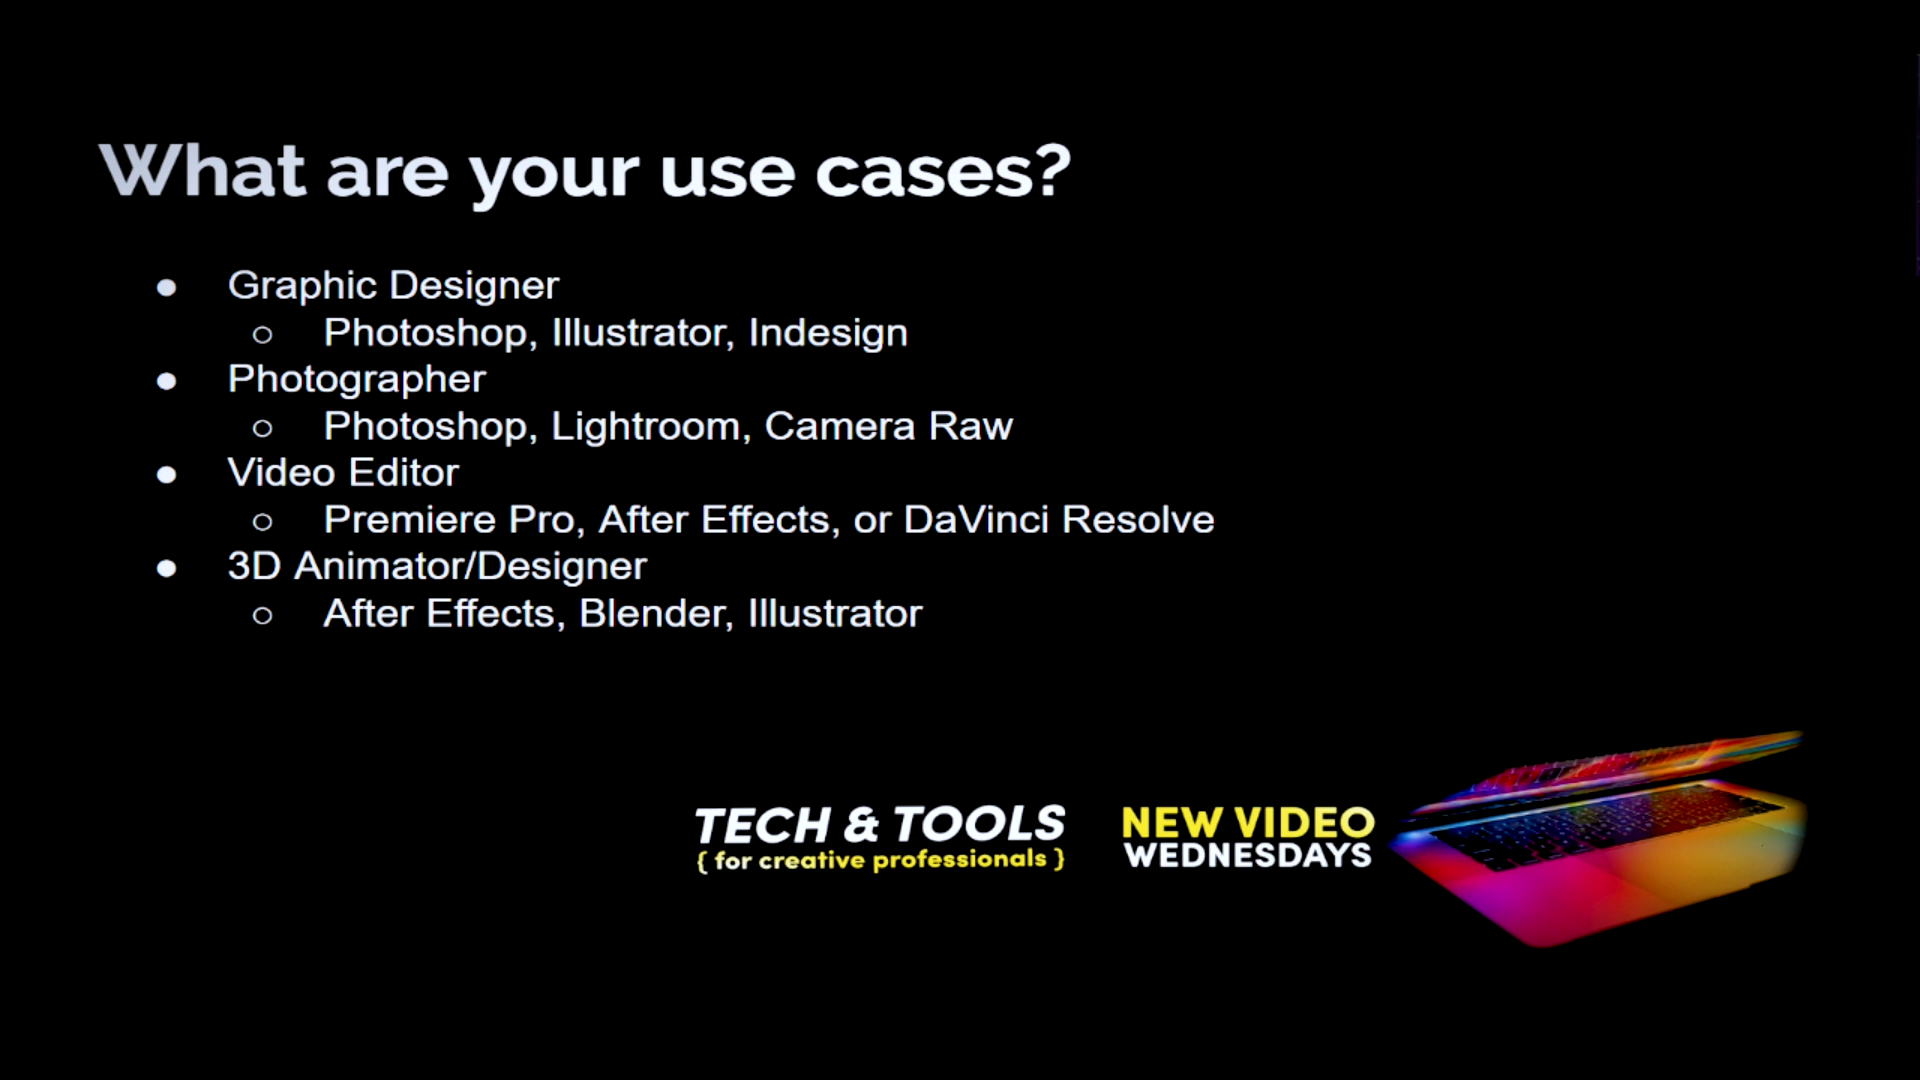 What are your use cases?
● Graphic Designer
○ Photoshop, Illustrator, Indesign
● Photographer
○ Photoshop, Lightroom, Camera Raw
● Video Editor
○ Premiere Pro, After Effects, or DaVinci Resolve
● 3D Animator/Designer
○ After Effects, Blender, Illustrator
TECH & TOOLS
{ for creative professionals }
NEW VIDEO
WEDNESDAYS